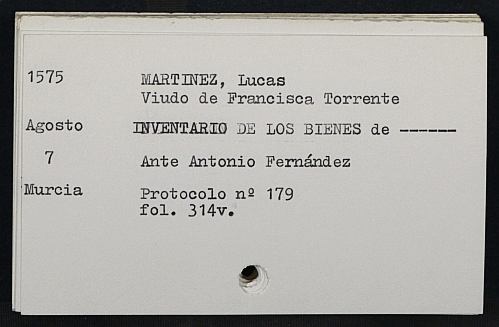 1575 MARTINEZ, Lucas
Viudo de Francisca Torrente
Agosto INVENTARIO DE LOS BIENES de ------
7 Ante Antonio Fernández
Murcia Protocolo nº 179
fol. 314v.